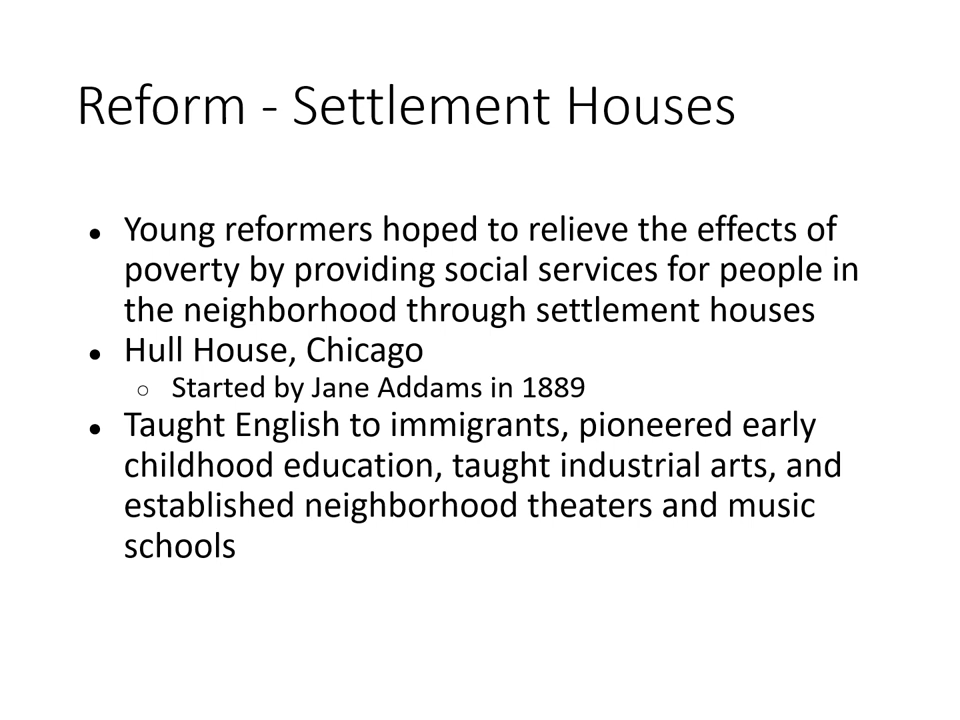 Reform - Settlement Houses
● Young reformers hoped to relieve the effects of
poverty by providing social services for people in
the neighborhood through settlement houses
● Hull House, Chicago
○ Started by Jane Addams in 1889
● Taught English to immigrants, pioneered early
childhood education, taught industrial arts, and
established neighborhood theaters and music
schools